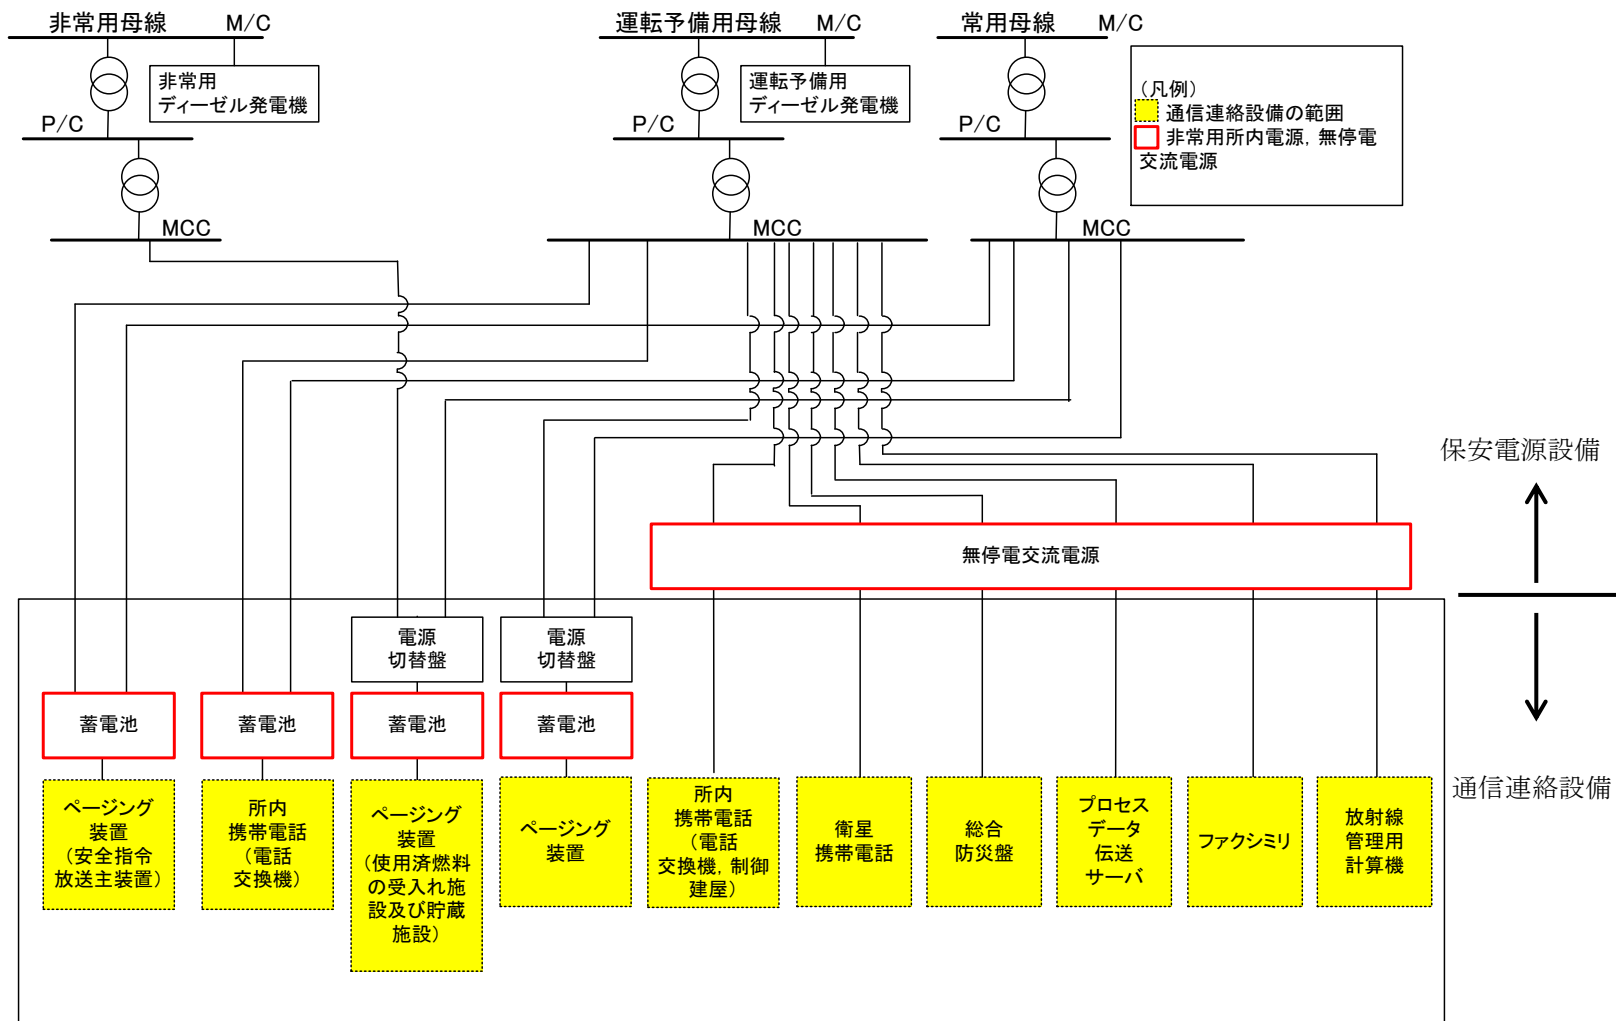 非常用母線 M/C
運転予備用母線 M/C
常用母線 M/C
非常用
ディーゼル発電機
運転予備用
ディーゼル発電機
(凡例)
通信連絡設備の範囲
非常用所内電源, 無停電
交流電源
P/C
P/C
P/C
MCC
MCC
MCC
保安電源設備
無停電交流電源
電源
切替盤
電源
切替盤
蓄電池
蓄電池
蓄電池
蓄電池
通信連絡設備
ページング
装置
(安全指令
放送主装置)
所内
携帯電話
(電話
交換機)
ページング
装置
(使用済燃料
の受入れ施
設及び貯蔵
施設)
ページング
装置
所内
携帯電話
(電話
交換機, 制御
建屋)
衛星
携帯電話
総合
防災盤
プロセス
データ
伝送
サーバ
ファクシミリ
放射線
管理用
計算機